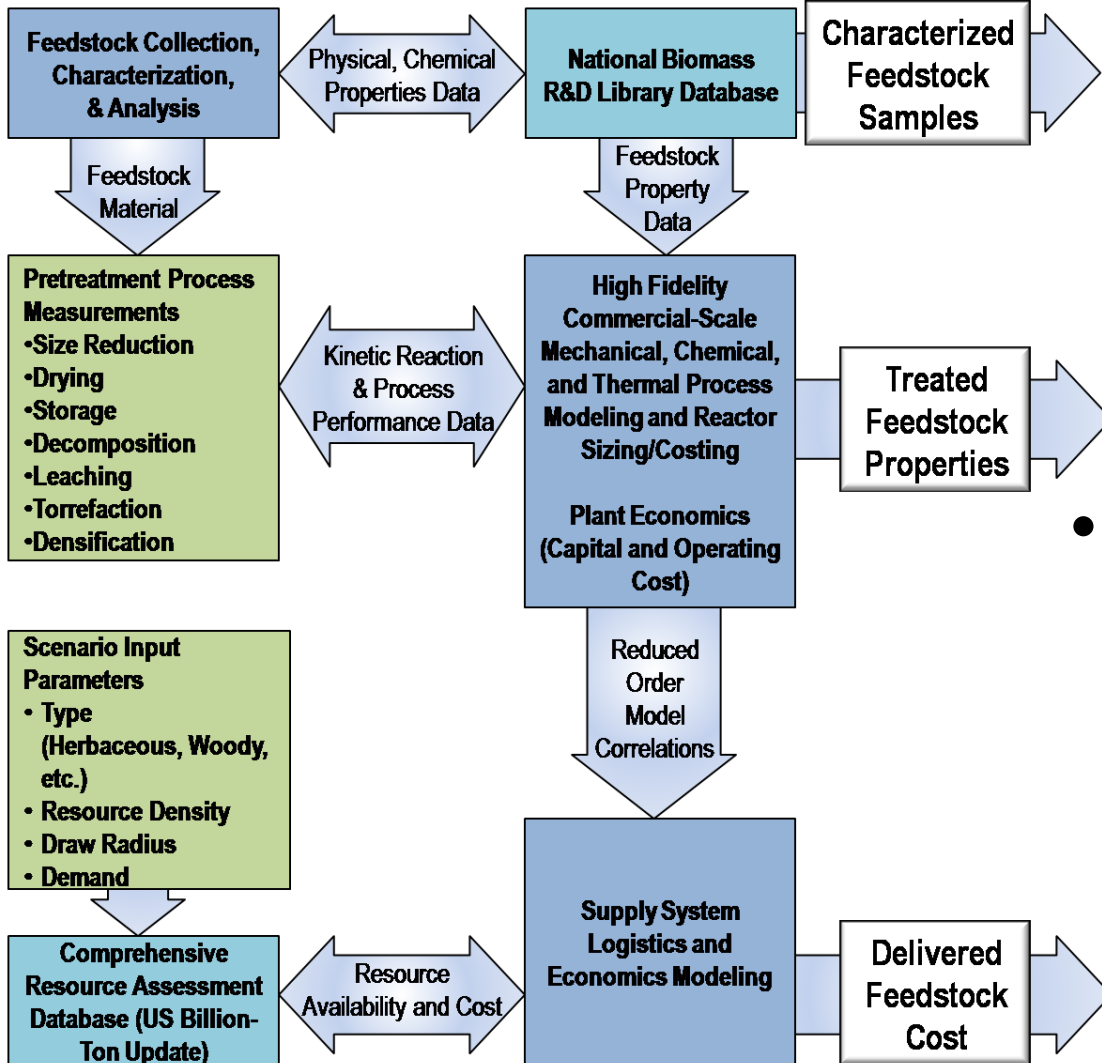 Feedstock Collection,
Characterization,
& Analysis
Physical, Chemical
Properties Data
National Biomass
R&D Library Database
Characterized
Feedstock
Samples
Feedstock
Material
Feedstock
Property
Data
Pretreatment Process
Measurements
•Size Reduction
•Drying
•Storage
•Decomposition
•Leaching
•Torrefaction
•Densification
Kinetic Reaction
& Process
Performance Data
High Fidelity
Commercial-Scale
Mechanical, Chemical,
and Thermal Process
Modeling and Reactor
Sizing/Costing
Plant Economics
(Capital and Operating
Cost)
Treated
Feedstock
Properties
•
Reduced
Order
Model
Correlations
Scenario Input
Parameters
• Type
(Herbaceous, Woody,
etc.)
• Resource Density
• Draw Radius
• Demand
Comprehensive
Resource Assessment
Database (US Billion-
Ton Update)
Resource
Availability and Cost
Supply System
Logistics and
Economics Modeling
Delivered
Feedstock
Cost